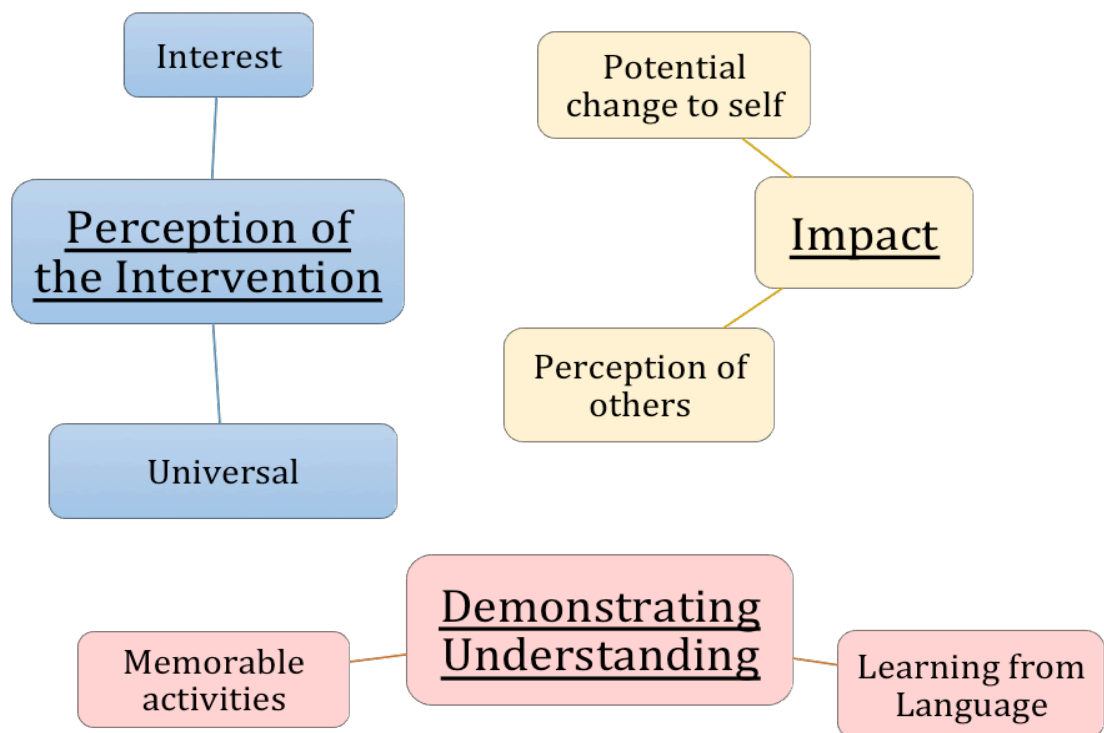 Interest
Perception of
the Intervention
Universal
Potential
change to self
Impact
Perception of
others
Demonstrating
Understanding
Memorable
activities
Learning from
Language